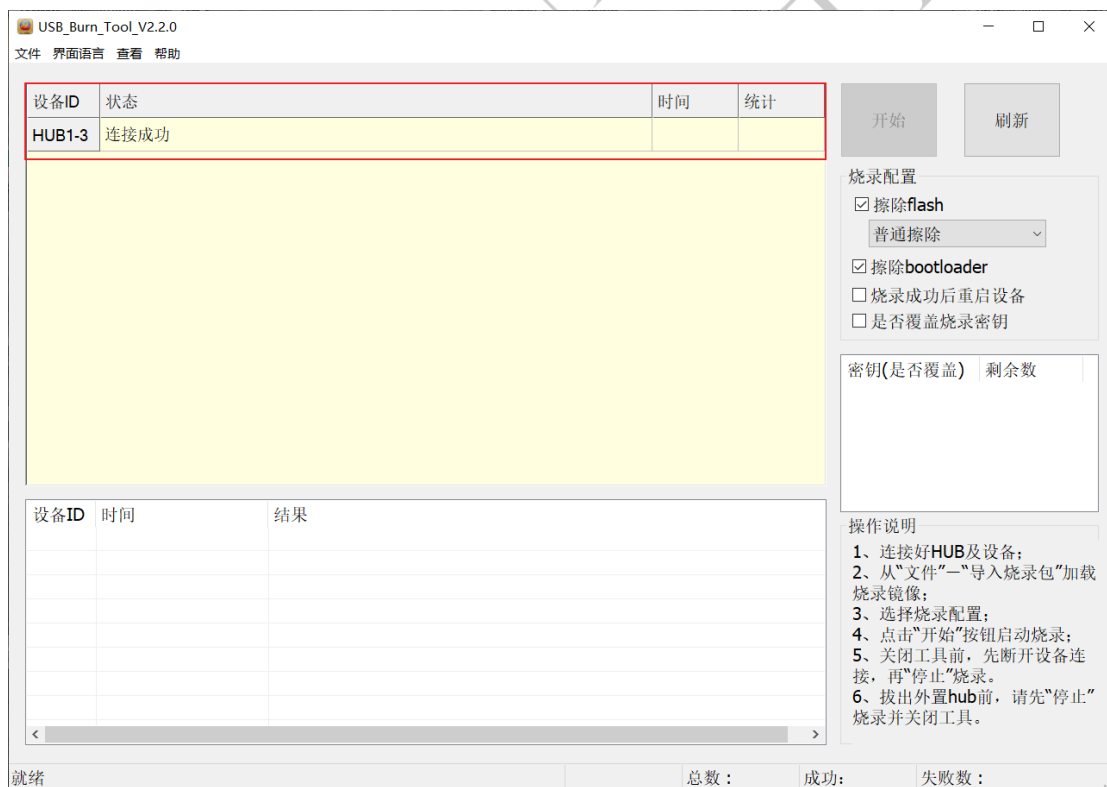 USB_Burn_Tool_V2.2.0
文件 界面语言 查看 帮助
设备ID 状态 时间 统计
HUB1-3 连接成功
开始 刷新
烧录配置
擦除flash
普通擦除
擦除bootloader
烧录成功后重启设备
是否覆盖烧录密钥
密钥(是否覆盖) 剩余数
设备ID 时间 结果
操作说明
1、连接好HUB及设备;
2、从“文件”—“导入烧录包”加载
烧录镜像;
3、选择烧录配置;
4、点击“开始”按钮启动烧录;
5、关闭工具前，先断开设备连
接，再“停止”烧录。
6、拔出外置hub前，请先“停止”
烧录并关闭工具。
就绪 总数： 成功: 失败数：